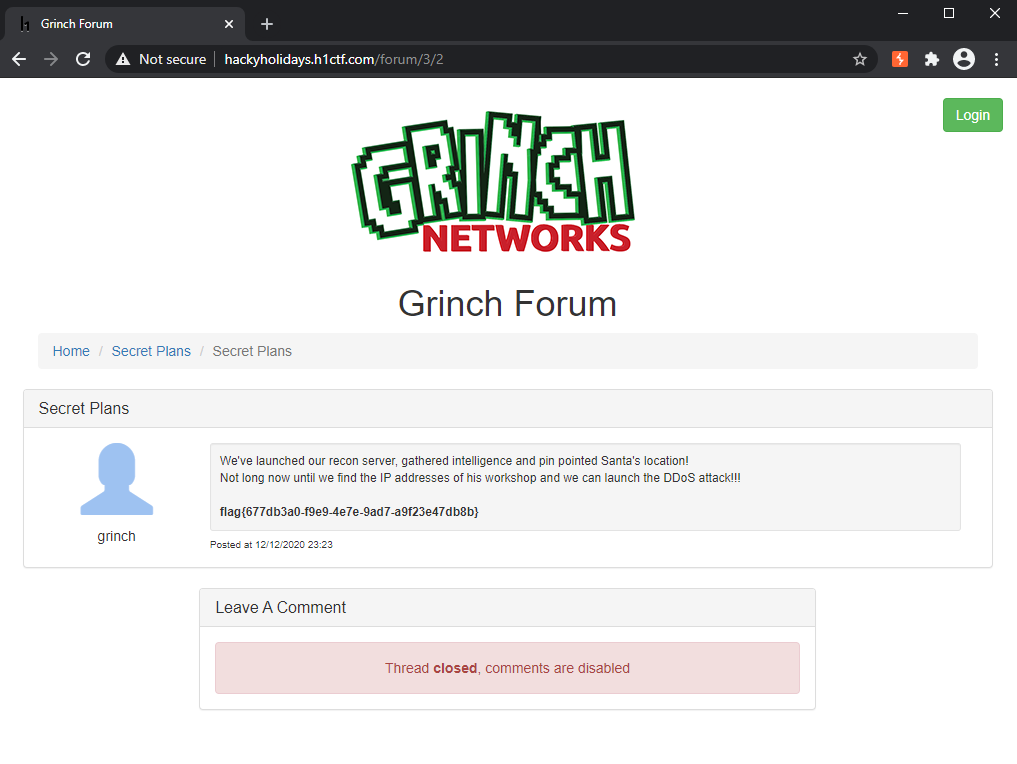 Grinch Forum
Not secure hackyholidays.h1ctf.com/forum/3/2
Login
GRINCH
NETWORKS
Grinch Forum
Home / Secret Plans / Secret Plans
Secret Plans
We've launched our recon server, gathered intelligence and pin pointed Santa's location!
Not long now until we find the IP addresses of his workshop and we can launch the DDoS attack!!!
flag{677db3a0-f9e9-4e7e-9ad7-a9f23e47db8b}
grinch
Posted at 12/12/2020 23:23
Leave A Comment
Thread closed, comments are disabled